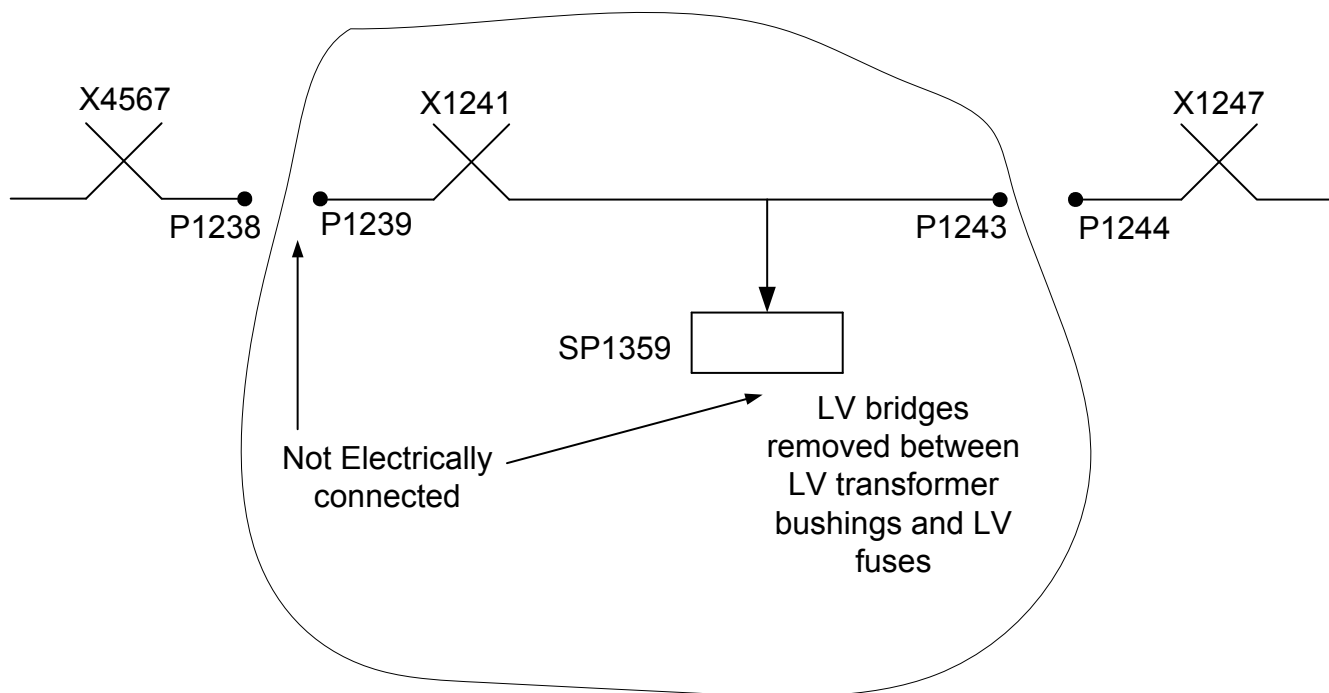 X4567
X1241
X1247
P1238
P1239
P1243
P1244
SP1359
Not Electrically
connected
LV bridges
removed between
LV transformer
bushings and LV
fuses